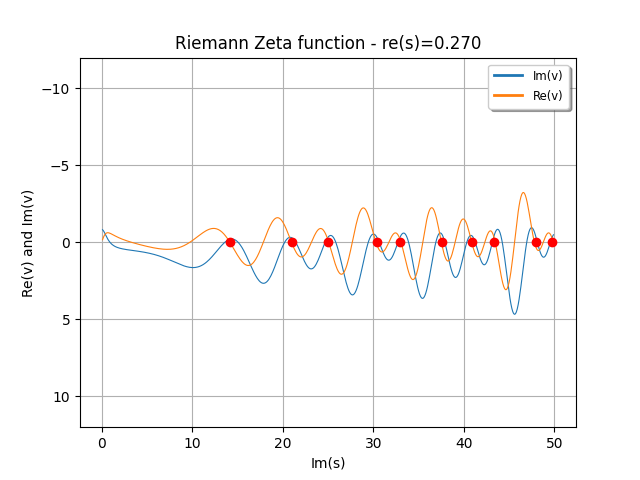 Riemann Zeta function - re(s)=0.270
Im(v)
Re(v)
Re(v) and Im(v)
−10
−5
0
5
10
0 10 20 30 40 50
Im(s)